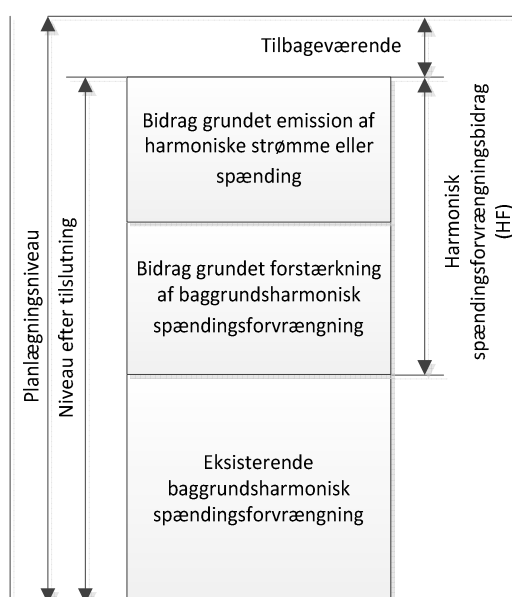 Tilbageværende
Bidrag grundet emission af
harmoniske strømme eller
spænding
Bidrag grundet forstærkning
af baggrundsharmonisk
spændingsforvrængning
Eksisterende
baggrundsharmonisk
spændingsforvrængning
Planlægningsniveau
Niveau efter tilslutning
Harmonisk
spændingsforvrængningsbidrag
(HF)